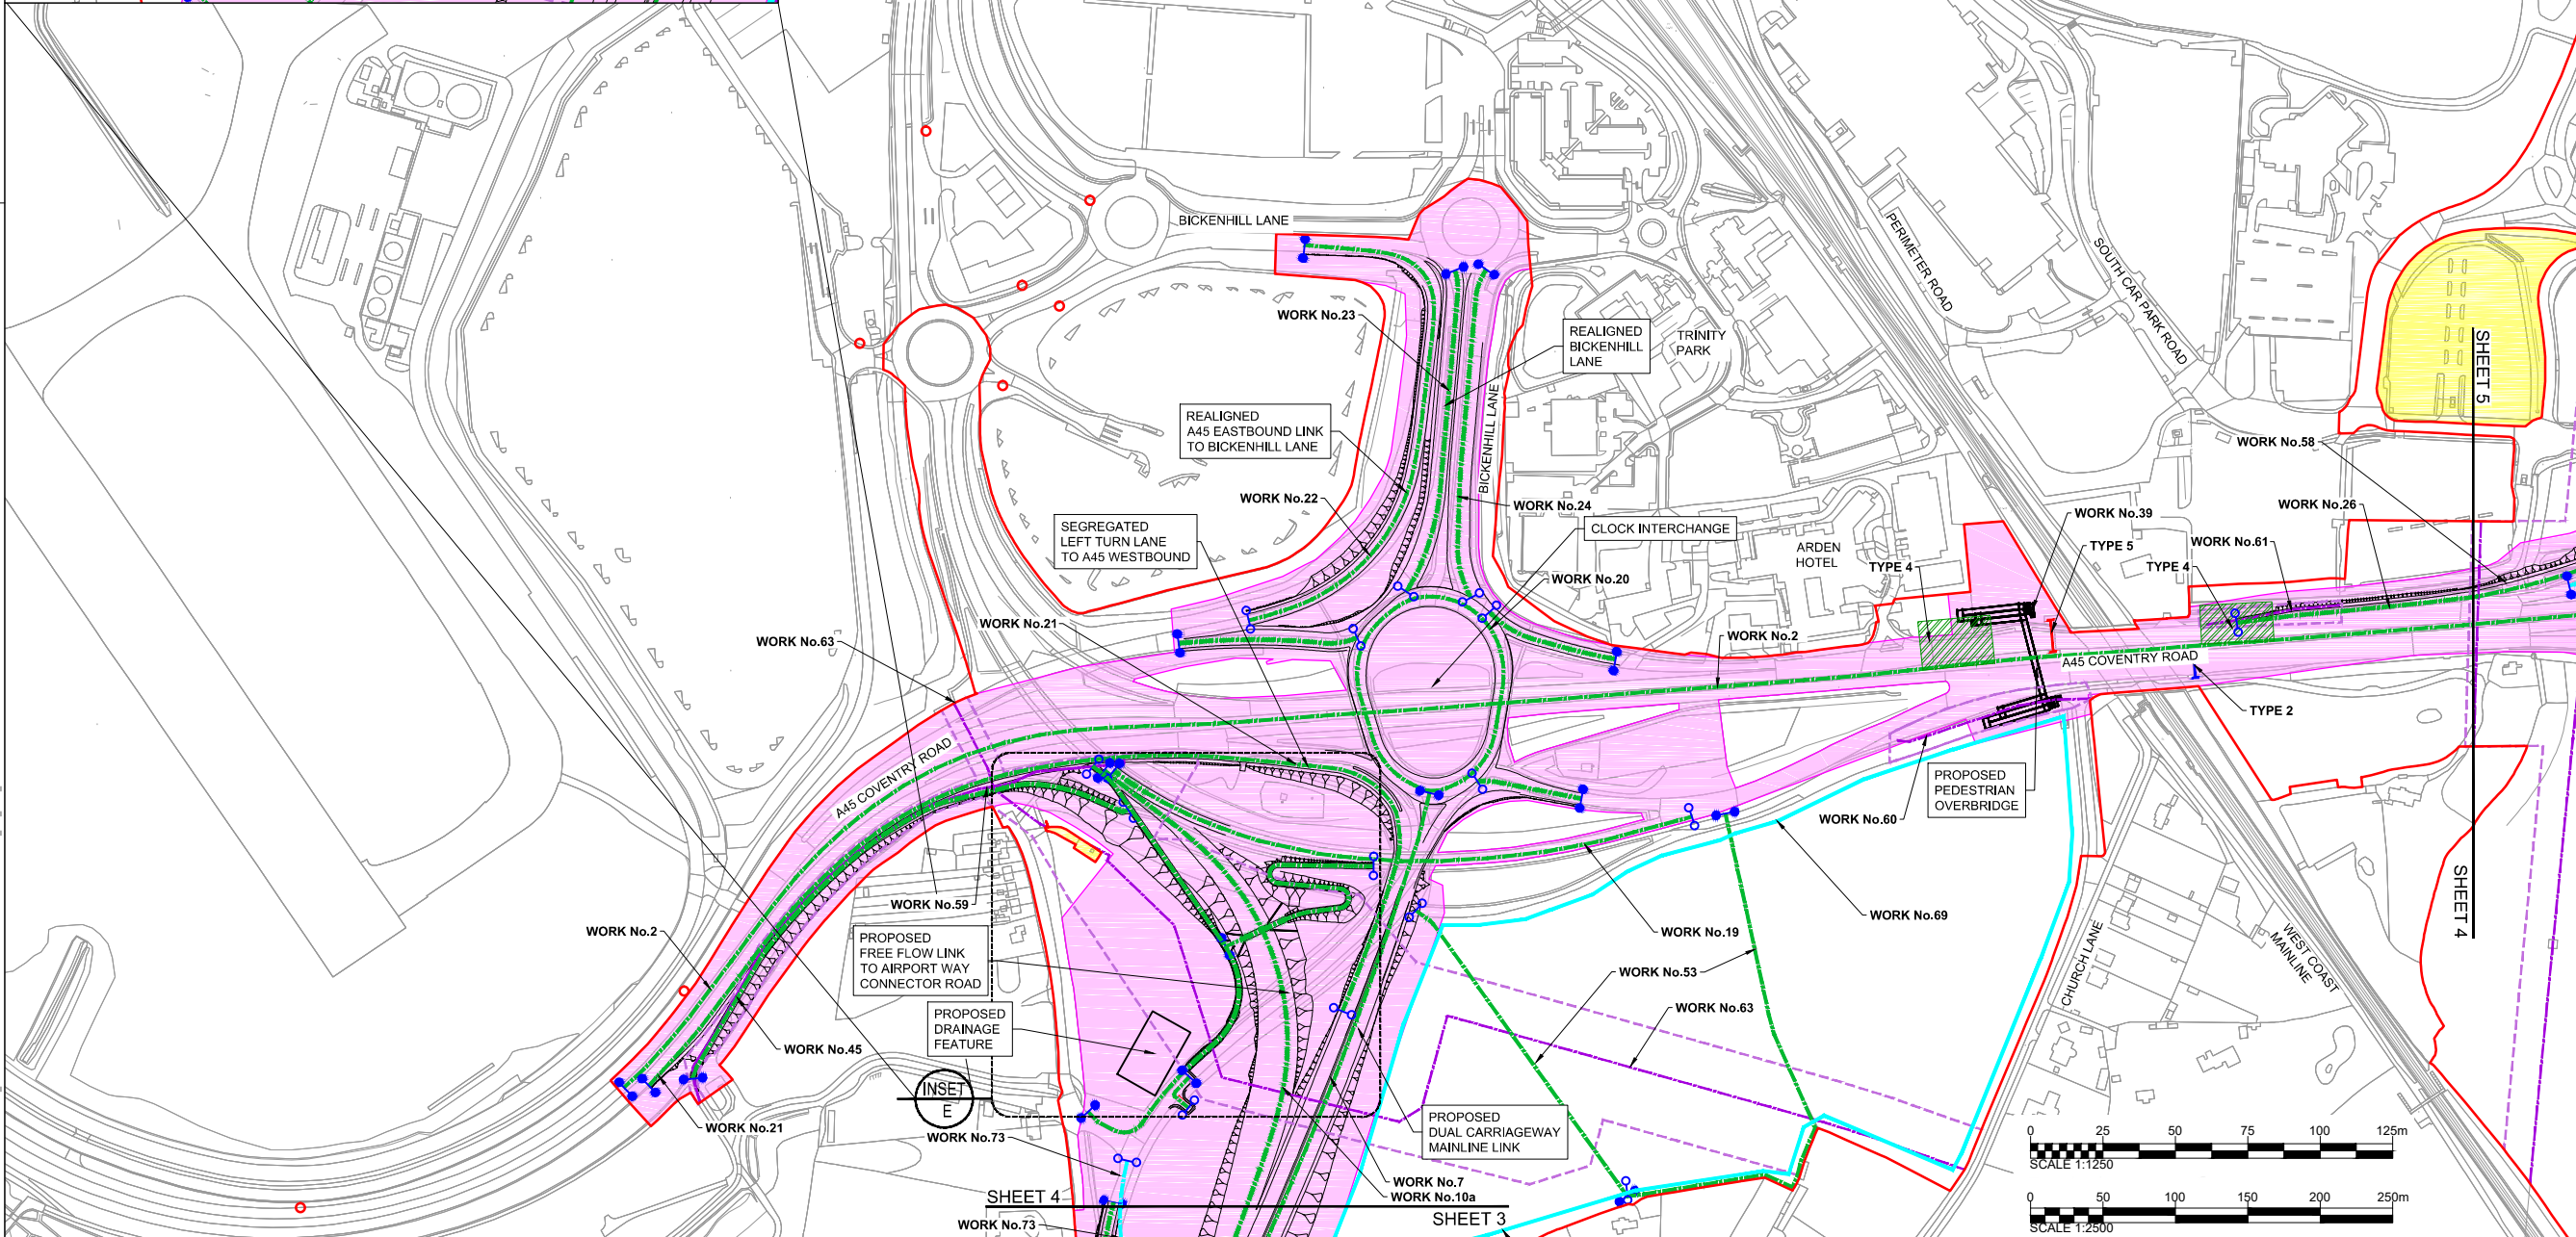 BICKENHILL LANE
WORK No.23
REALIGNED
BICKENHILL
LANE
TRINITY
PARK
PERIMETER ROAD
SOUTH CAR PARK ROAD
SHEET 5
REALIGNED
A45 EASTBOUND LINK
TO BICKENHILL LANE
BICKENHILL LANE
WORK No.58
WORK No.22
WORK No.24
WORK No.26
SEGREGATED
LEFT TURN LANE
TO A45 WESTBOUND
CLOCK INTERCHANGE
WORK No.39
ARDEN
HOTEL
TYPE 5
WORK No.61
TYPE 4
TYPE 4
WORK No.20
WORK No.21
WORK No.63
WORK No.2
A45 COVENTRY ROAD
TYPE 2
A45 COVENTRY ROAD
PROPOSED
PEDESTRIAN
OVERBRIDGE
WORK No.60
WORK No.59
WORK No.69
SHEET 4
WORK No.2
WORK No.19
PROPOSED
FREE FLOW LINK
TO AIRPORT WAY
CONNECTOR ROAD
CHURCH LANE
WEST COAST
MAINLINE
WORK No.53
WORK No.63
PROPOSED
DRAINAGE
FEATURE
WORK No.45
INSET
E
WORK No.21
WORK No.73
PROPOSED
DUAL CARRIAGEWAY
MAINLINE LINK
0 25 50 75 100 125m
SCALE 1:1250
WORK No.7
WORK No.10a
SHEET 4
SHEET 3
WORK No.73
0 50 100 150 200 250m
SCALE 1:2500